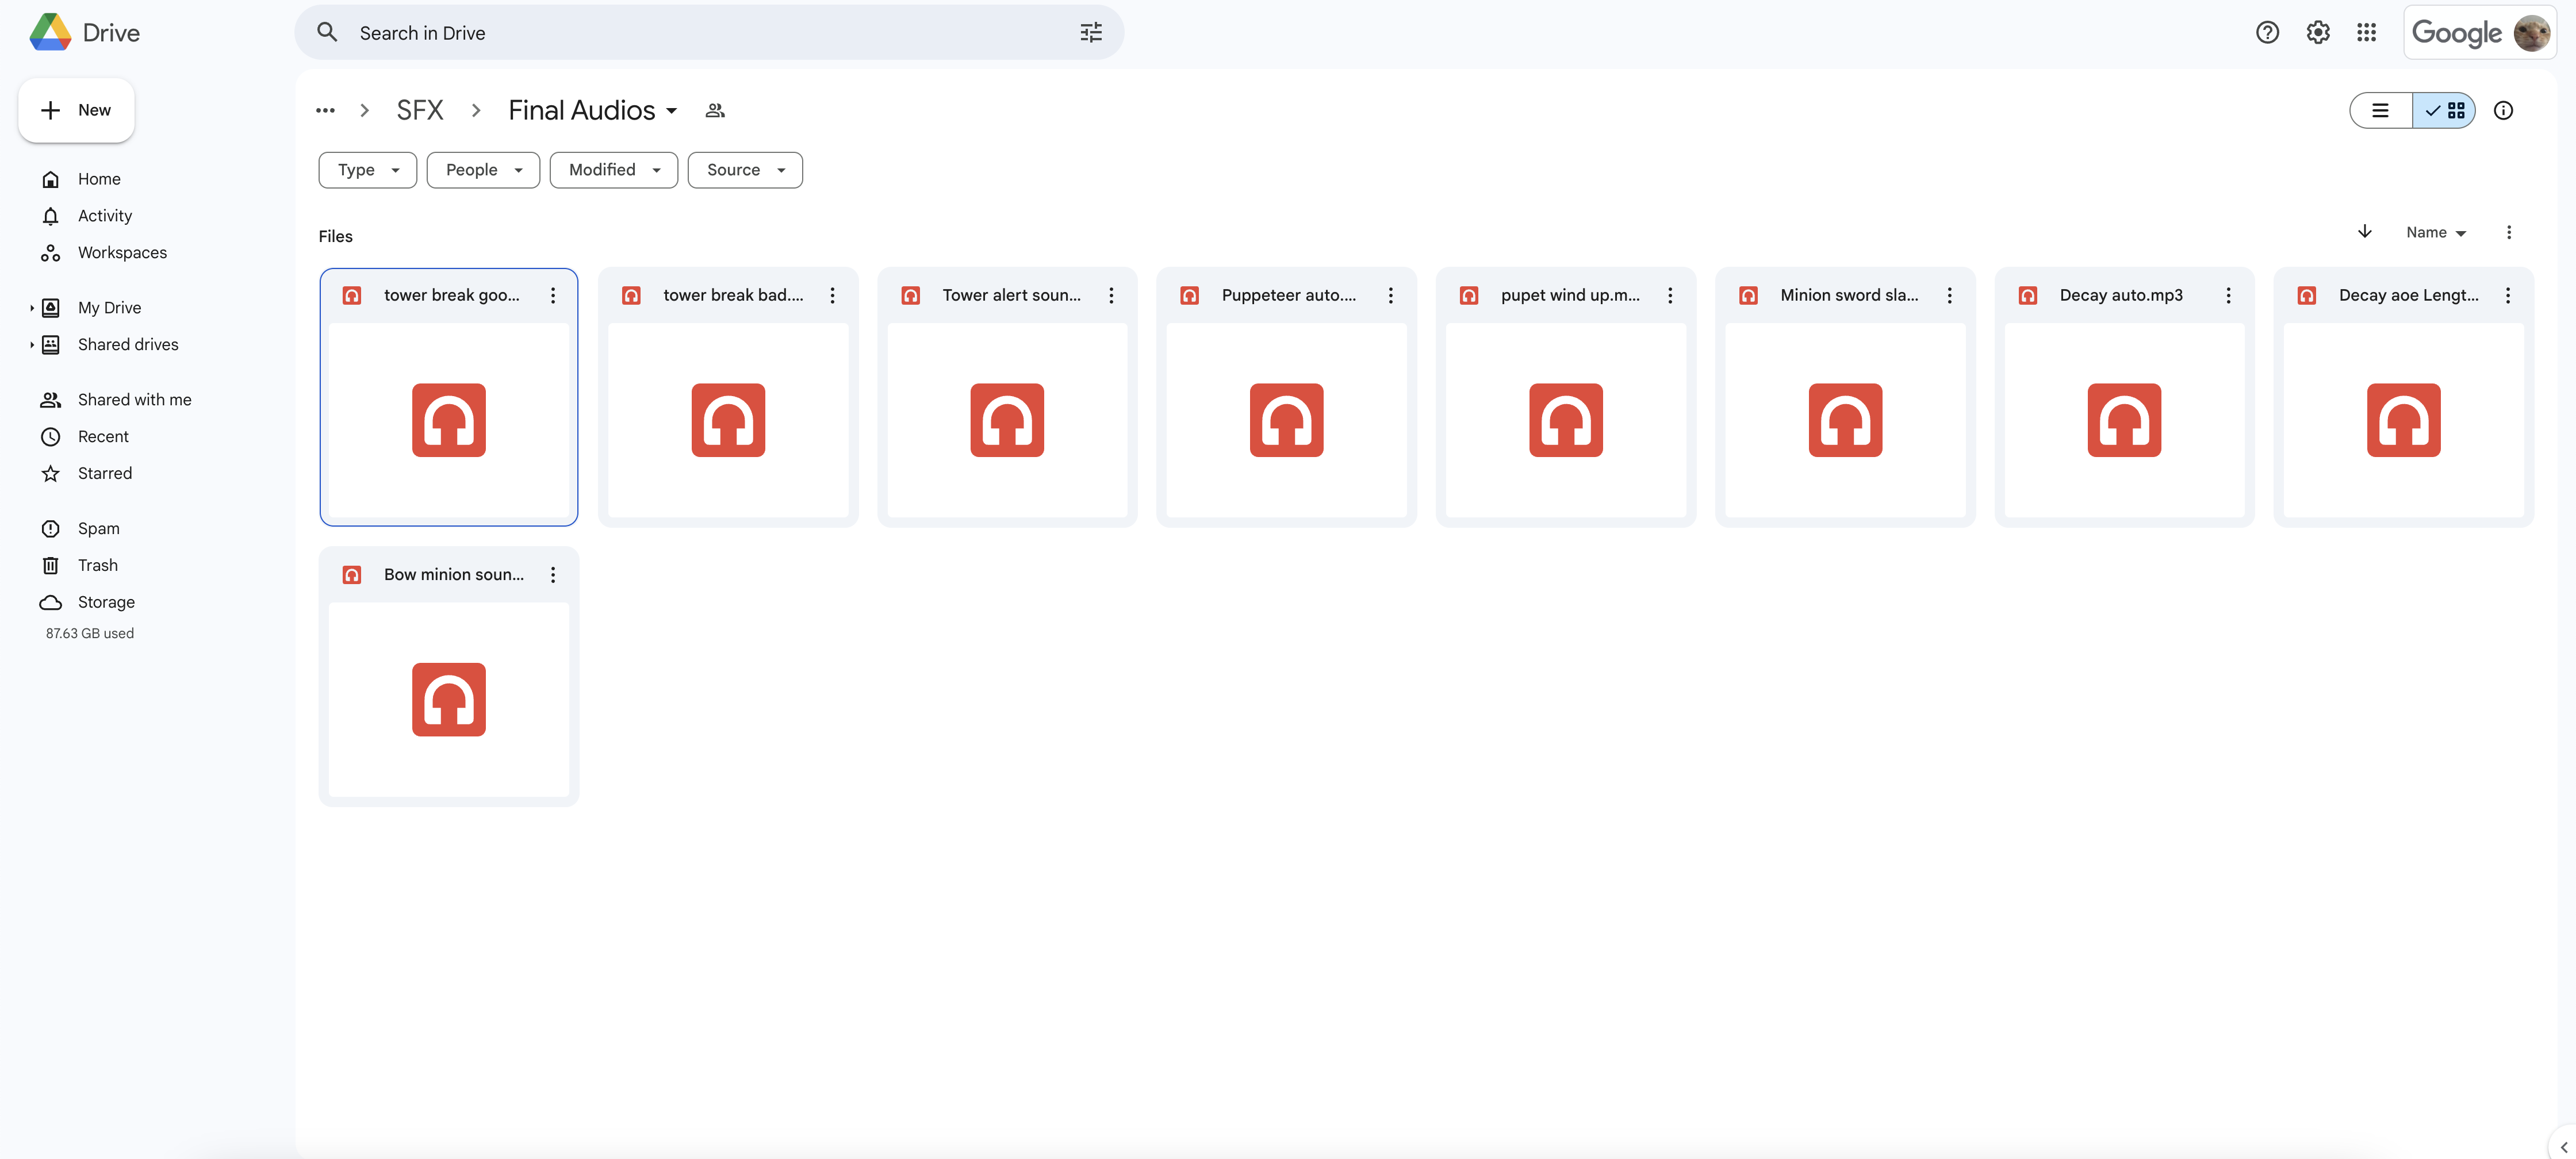 Drive
Search in Drive
Google
New
SFX
Final Audios
Type
People
Modified
Source
Home
Activity
Workspaces
My Drive
Shared drives
Shared with me
Recent
Starred
Spam
Trash
Storage
87.63 GB used
Files
Name
tower break goo...
tower break bad....
Tower alert soun...
Puppeteer auto....
pupet wind up.m...
Minion sword sla...
Decay auto.mp3
Decay aoe Lengt...
Bow minion soun...